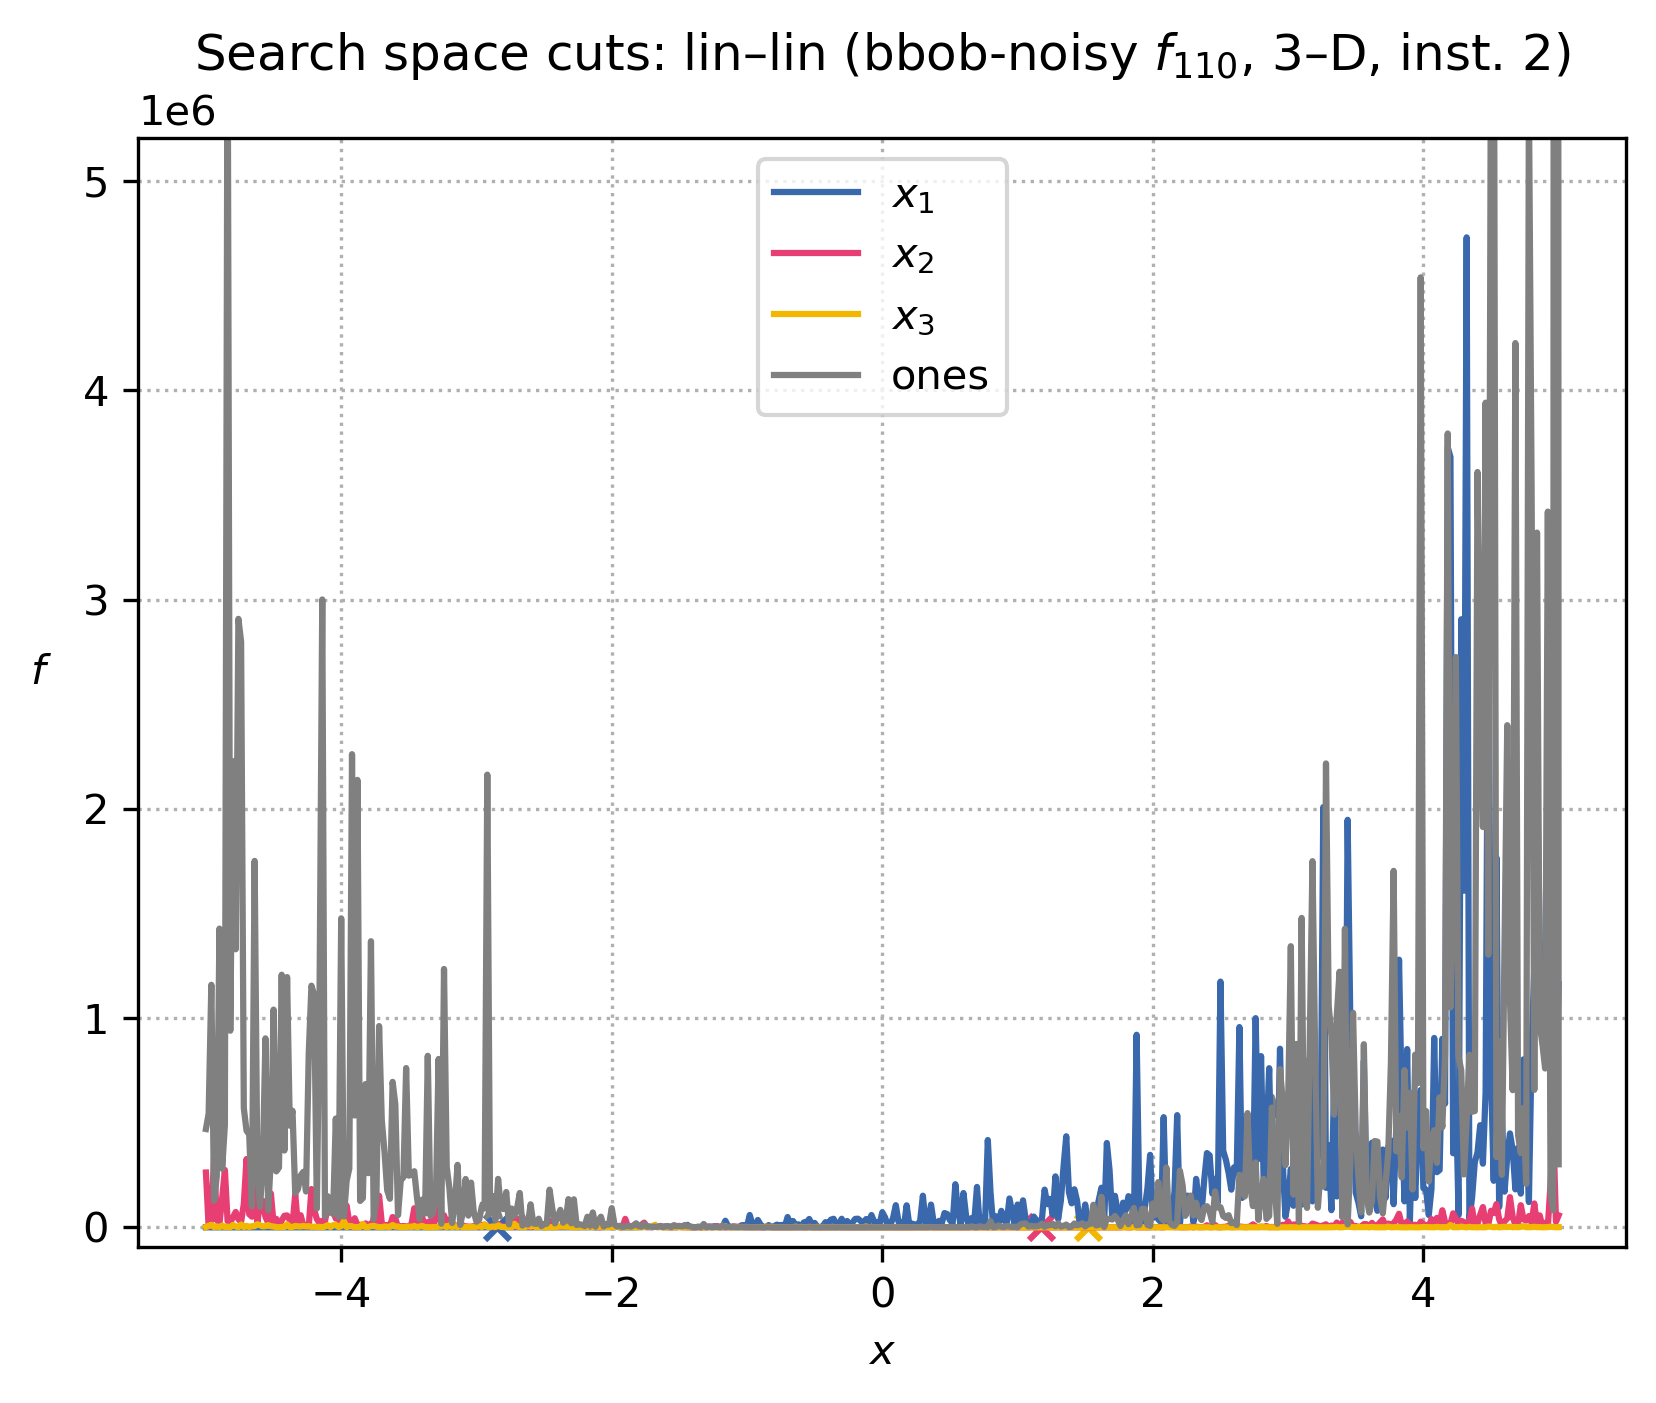 Search space cuts: lin–lin (bbob-noisy f₁₁₀, 3–D, inst. 2)
1e6
5
4
3
2
1
0
f
x₁
x₂
x₃
ones
−4
−2
0
2
4
x